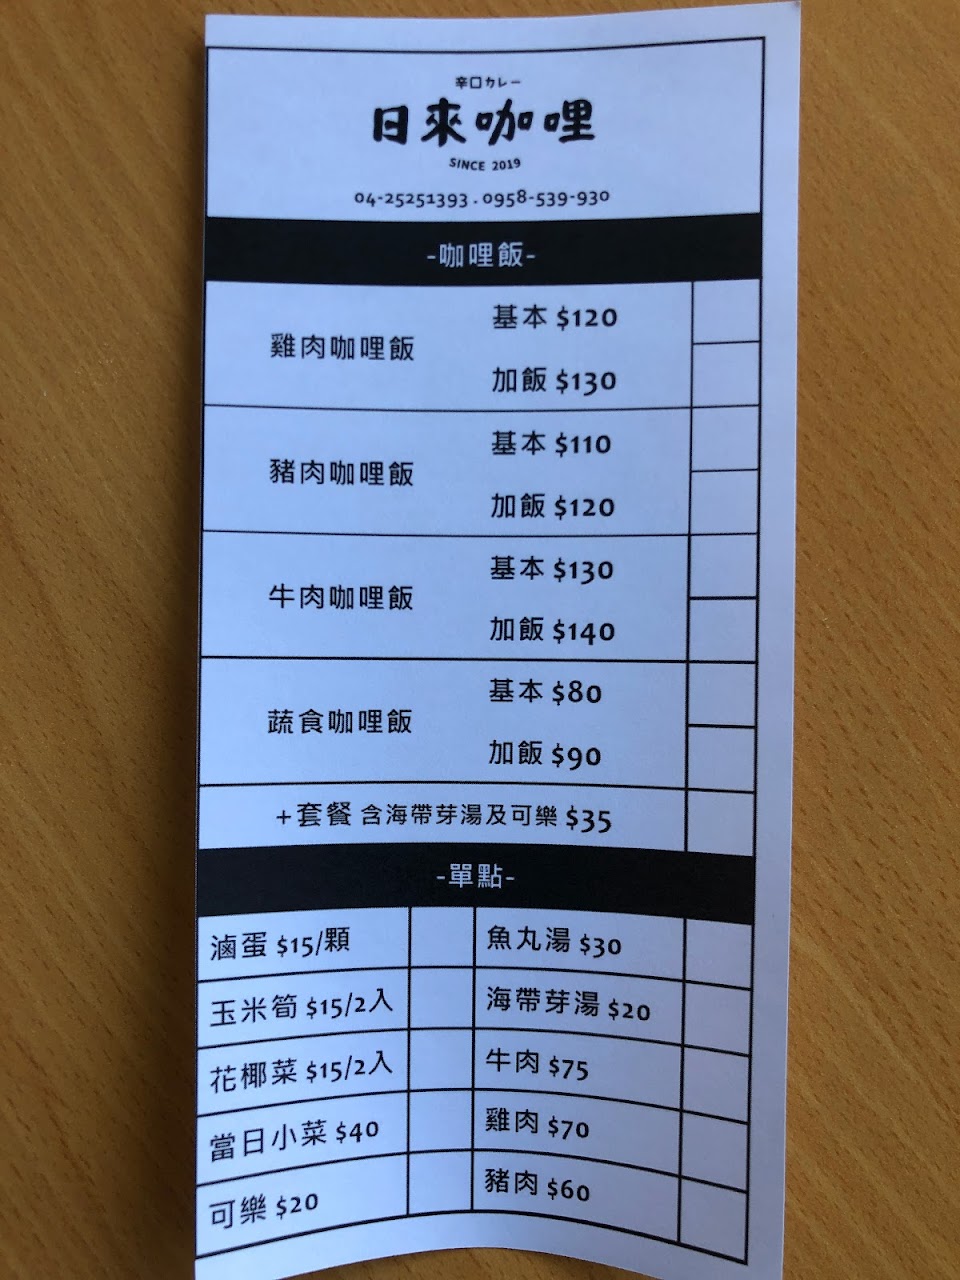 辛口カレー
日來咖哩
SINCE 2019
04-25251393 . 0958-539-930
-咖哩飯-
雞肉咖哩飯
基本 $120
加飯 $130
豬肉咖哩飯
基本 $110
加飯 $120
牛肉咖哩飯
基本 $130
加飯 $140
蔬食咖哩飯
基本 $80
加飯 $90
+套餐 含海帶芽湯及可樂 $35
-單點-
滷蛋 $15/顆
魚丸湯 $30
玉米筍 $15/2入
海帶芽湯 $20
花椰菜 $15/2入
牛肉 $75
當日小菜 $40
雞肉 $70
可樂 $20
豬肉 $60